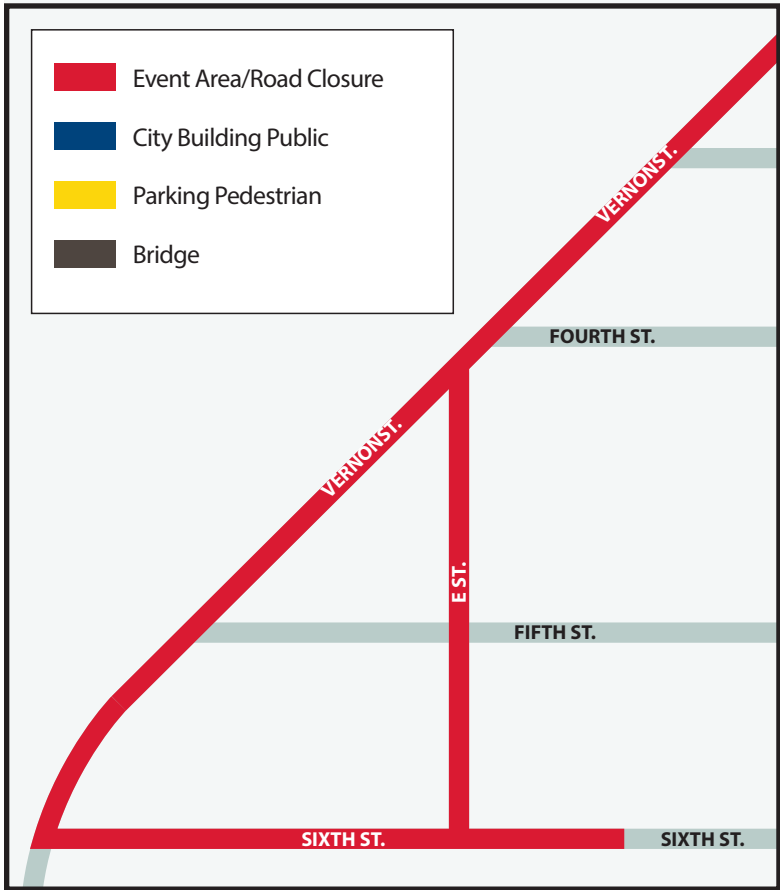 Event Area/Road Closure
City Building Public
Parking Pedestrian
Bridge
VERNONST.
FOURTH ST.
VERNONST.
E ST.
FIFTH ST.
SIXTH ST.
SIXTH ST.